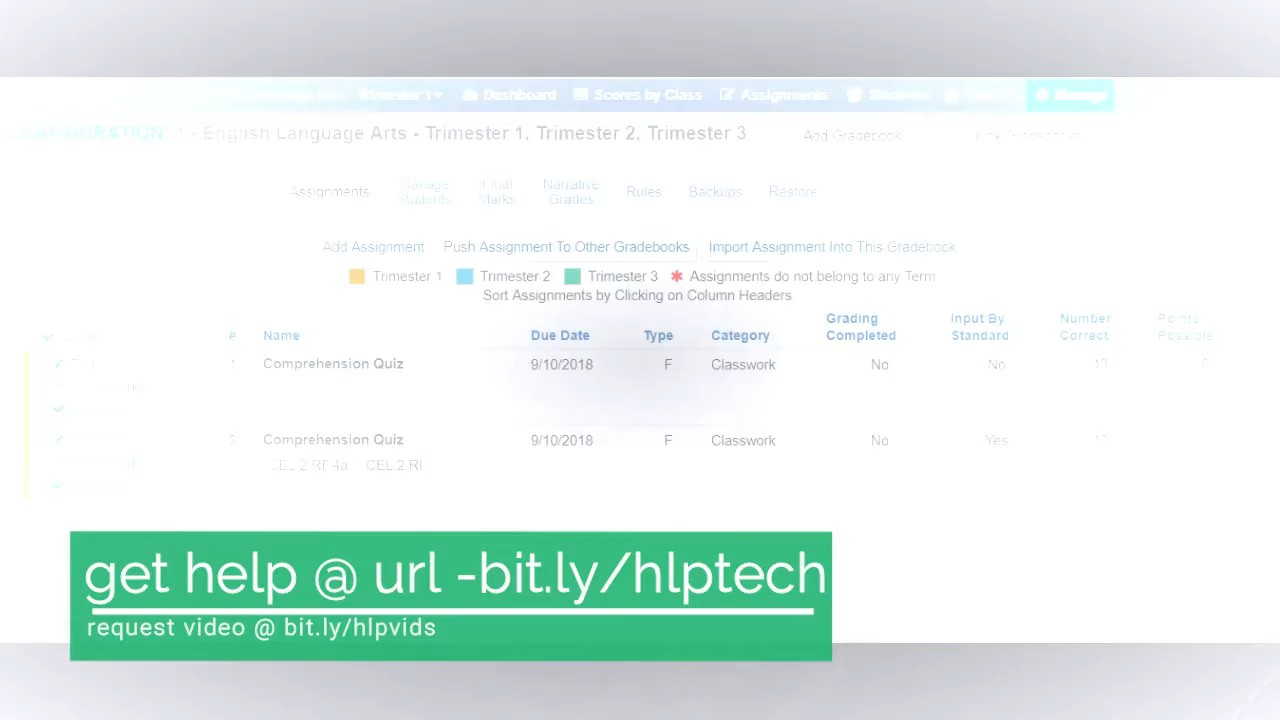 Trimester 1 Dashboard Scores by Class Assignments Manage
- English Language Arts - Trimester 1, Trimester 2, Trimester 3 Add Gradebook
Assignments Manage Students Final Marks Narrative Grades Rules Backups Restore
Add Assignment Push Assignment To Other Gradebooks Import Assignment Into This Gradebook
Trimester 1 Trimester 2 Trimester 3 * Assignments do not belong to any Term
Sort Assignments by Clicking on Column Headers.
# Name Due Date Type Category Grading Completed Input By Standard Number Correct Points Possible
1 Comprehension Quiz 9/10/2018 F Classwork No No
2 Comprehension Quiz 9/10/2018 F Classwork No Yes
CEL.2.RF.4a CEL.2.RI
get help @ url -bit.ly/hlptech
request video @ bit.ly/hlpvids